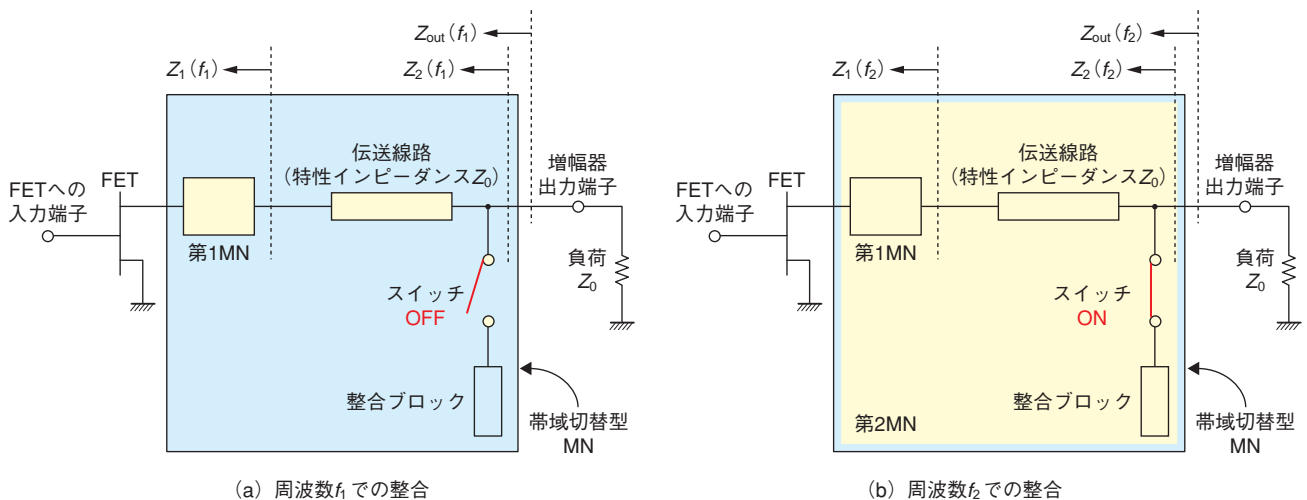 Zout (f1)
Z1 (f1)
Z2 (f1)
伝送線路
(特性インピーダンスZ0)
増幅器
出力端子
FETへの
入力端子
FET
第1MN
負荷
Z0
スイッチ
OFF
整合ブロック
帯域切替型
MN
(a) 周波数f1での整合
Zout (f2)
Z1 (f2)
Z2 (f2)
伝送線路
(特性インピーダンスZ0)
増幅器
出力端子
FETへの
入力端子
FET
第1MN
負荷
Z0
スイッチ
ON
整合ブロック
第2MN
帯域切替型
MN
(b) 周波数f2での整合